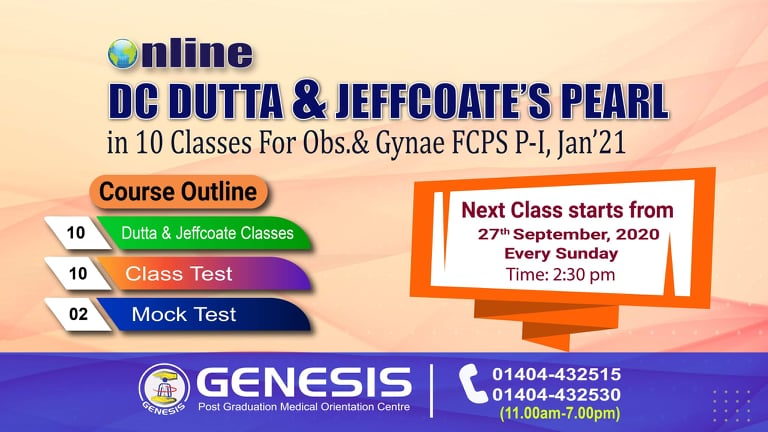 Online
DC DUTTA & JEFFCOATE'S PEARL
in 10 Classes For Obs.& Gynae FCPS P-I, Jan'21
Course Outline
10 Dutta & Jeffcoate Classes
10 Class Test
02 Mock Test
Next Class starts from
27th September, 2020
Every Sunday
Time: 2:30 pm
GENESIS
GENESIS
Post Graduation Medical Orientation Centre
01404-432515
01404-432530
(11.00am-7.00pm)